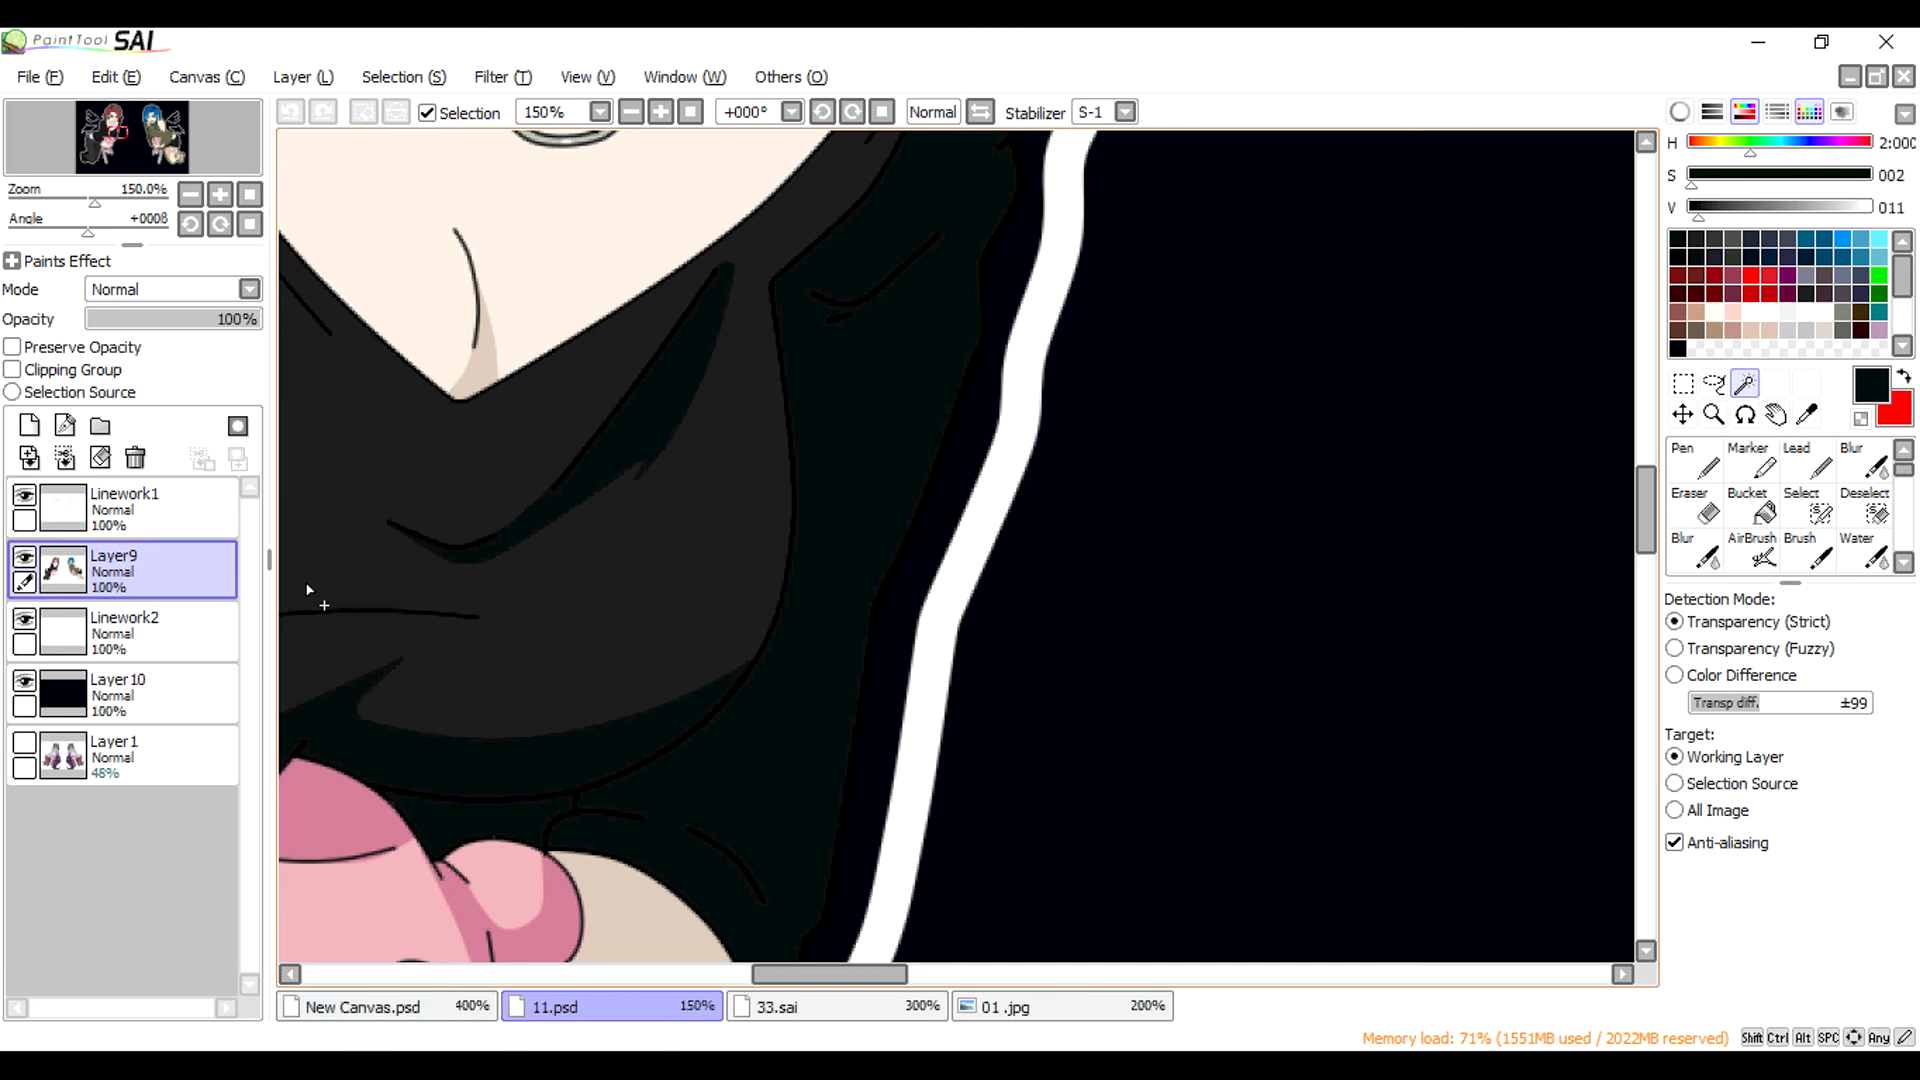 PaintTool SAI
File (F) Edit (E) Canvas (C) Layer (L) Selection (S) Filter (T) View (V) Window (W) Others (O)
Selection 150% +000° Normal Stabilizer S-1
Zoom 150.0%
Angle +000ß
Paints Effect
Mode Normal
Opacity 100%
Preserve Opacity
Clipping Group
Selection Source
Linework1
Normal
100%
Layer9
Normal
100%
Linework2
Normal
100%
Layer10
Normal
100%
Layer1
Normal
48%
H 2:000
S 002
V 011
Pen Marker Lead Blur
Eraser Bucket Select Deselect
Blur AirBrush Brush Water
Detection Mode:
Transparency (Strict)
Transparency (Fuzzy)
Color Difference
Transp diff. ±99
Target:
Working Layer
Selection Source
All Image
Anti-aliasing
New Canvas.psd 400% 11.psd 150% 33.sai 300% 01 .jpg 200%
Memory load: 71% (1551MB used / 2022MB reserved) Shift Ctrl Alt SPC Any